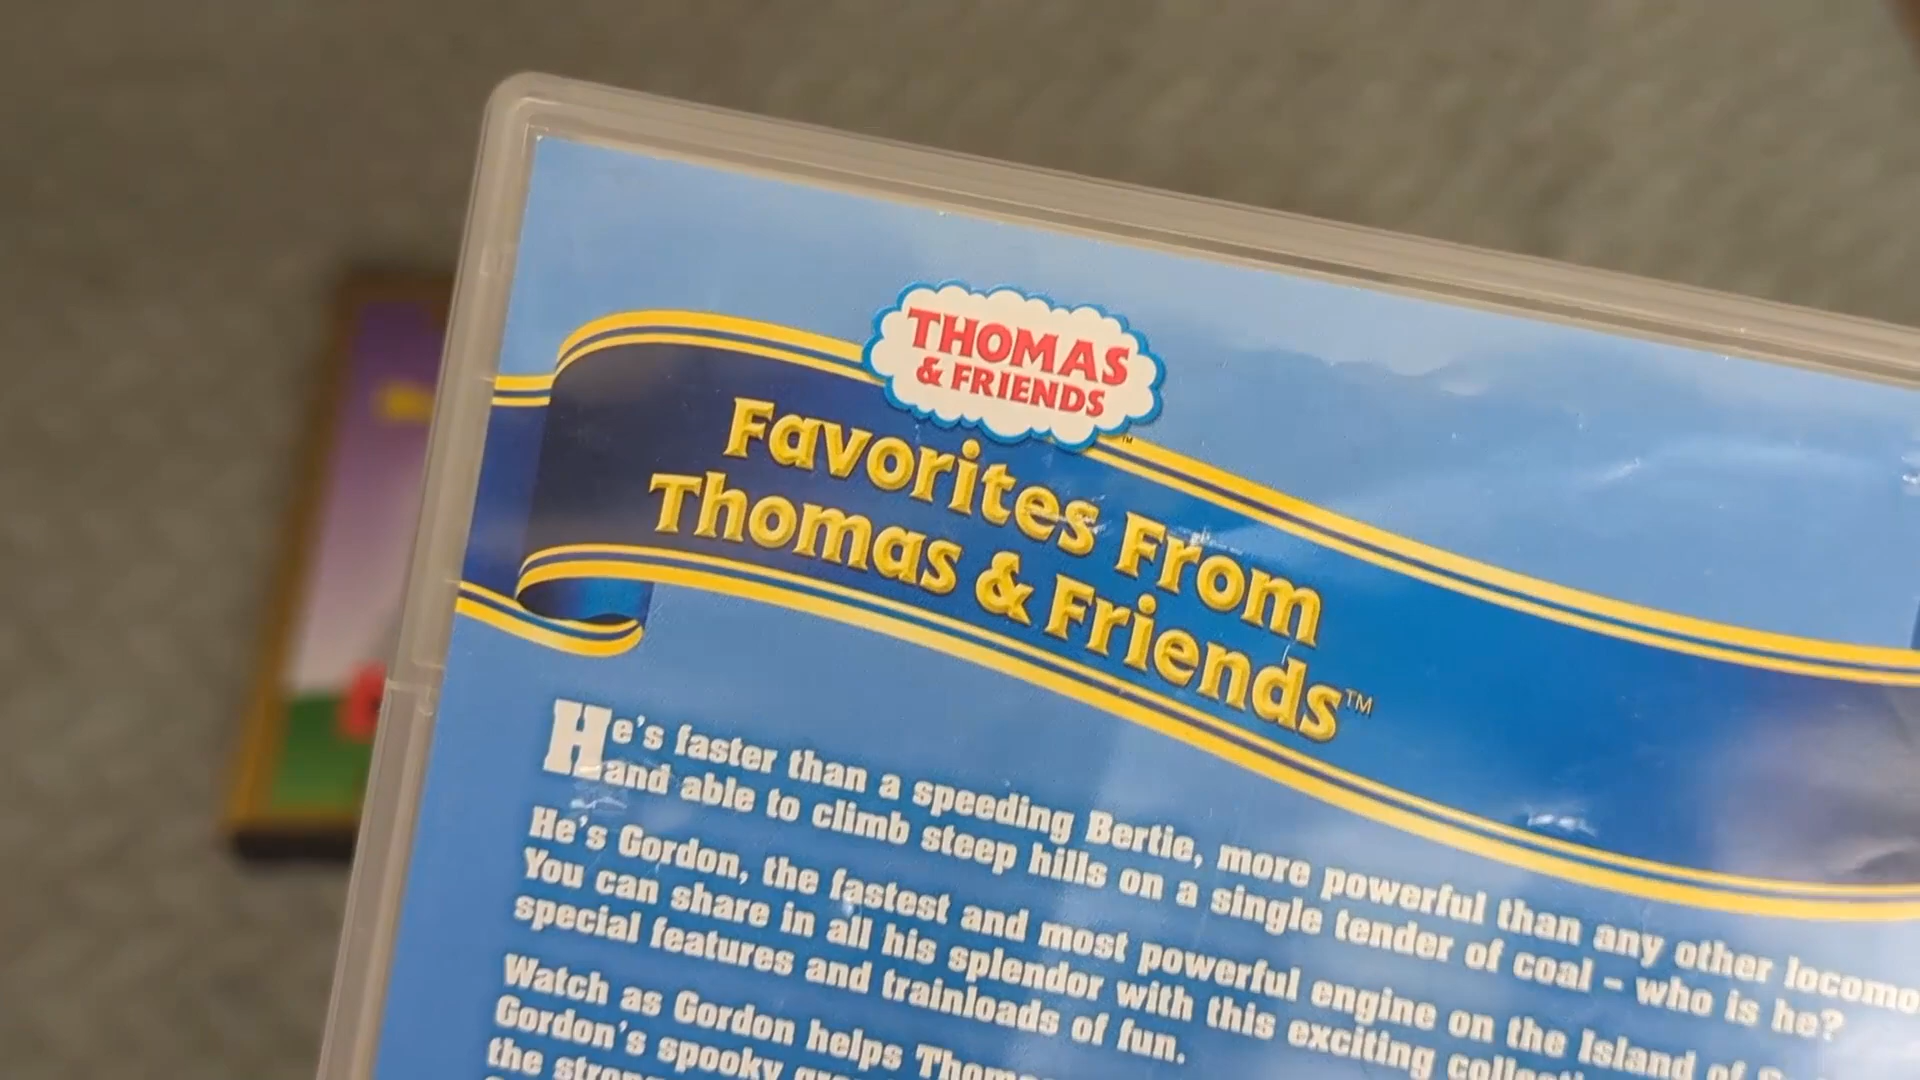 THOMAS
& FRIENDS
™
Favorites From
Thomas & Friends™
He's faster than a speeding Bertie, more powerful than any other
and able to climb steep hills on a single tender of coal – who is he?
He's Gordon, the fastest and most powerful engine on the Island of
You can share in all his splendor with this exciting
special features and trainloads of fun.
Watch as Gordon helps
Gordon's spooky
the